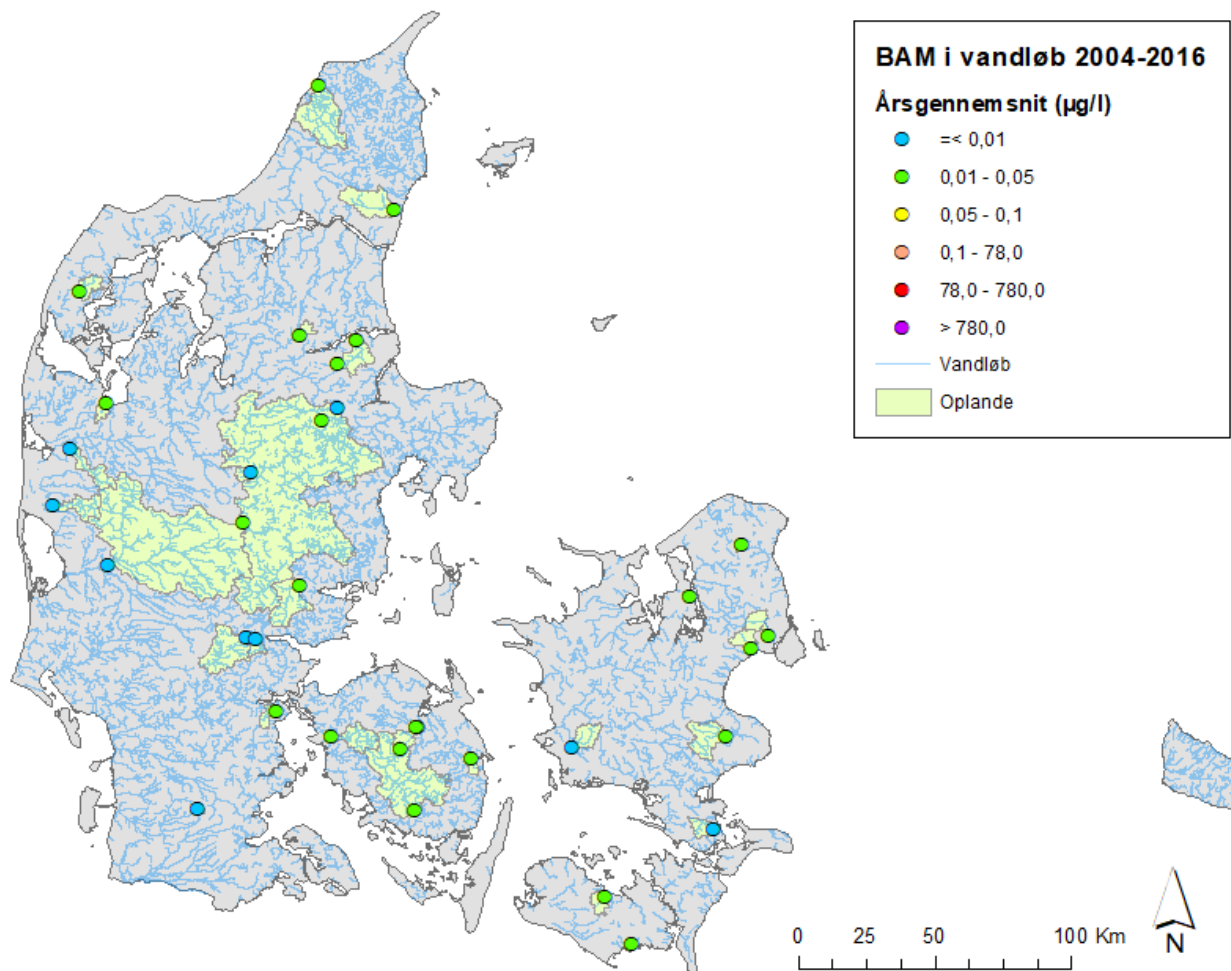 BAM i vandløb 2004-2016
Årsgennemsnit (µg/l)
=< 0,01
0,01 - 0,05
0,05 - 0,1
0,1 - 78,0
78,0 - 780,0
> 780,0
Vandløb
Oplande
0 25 50 100 Km
N